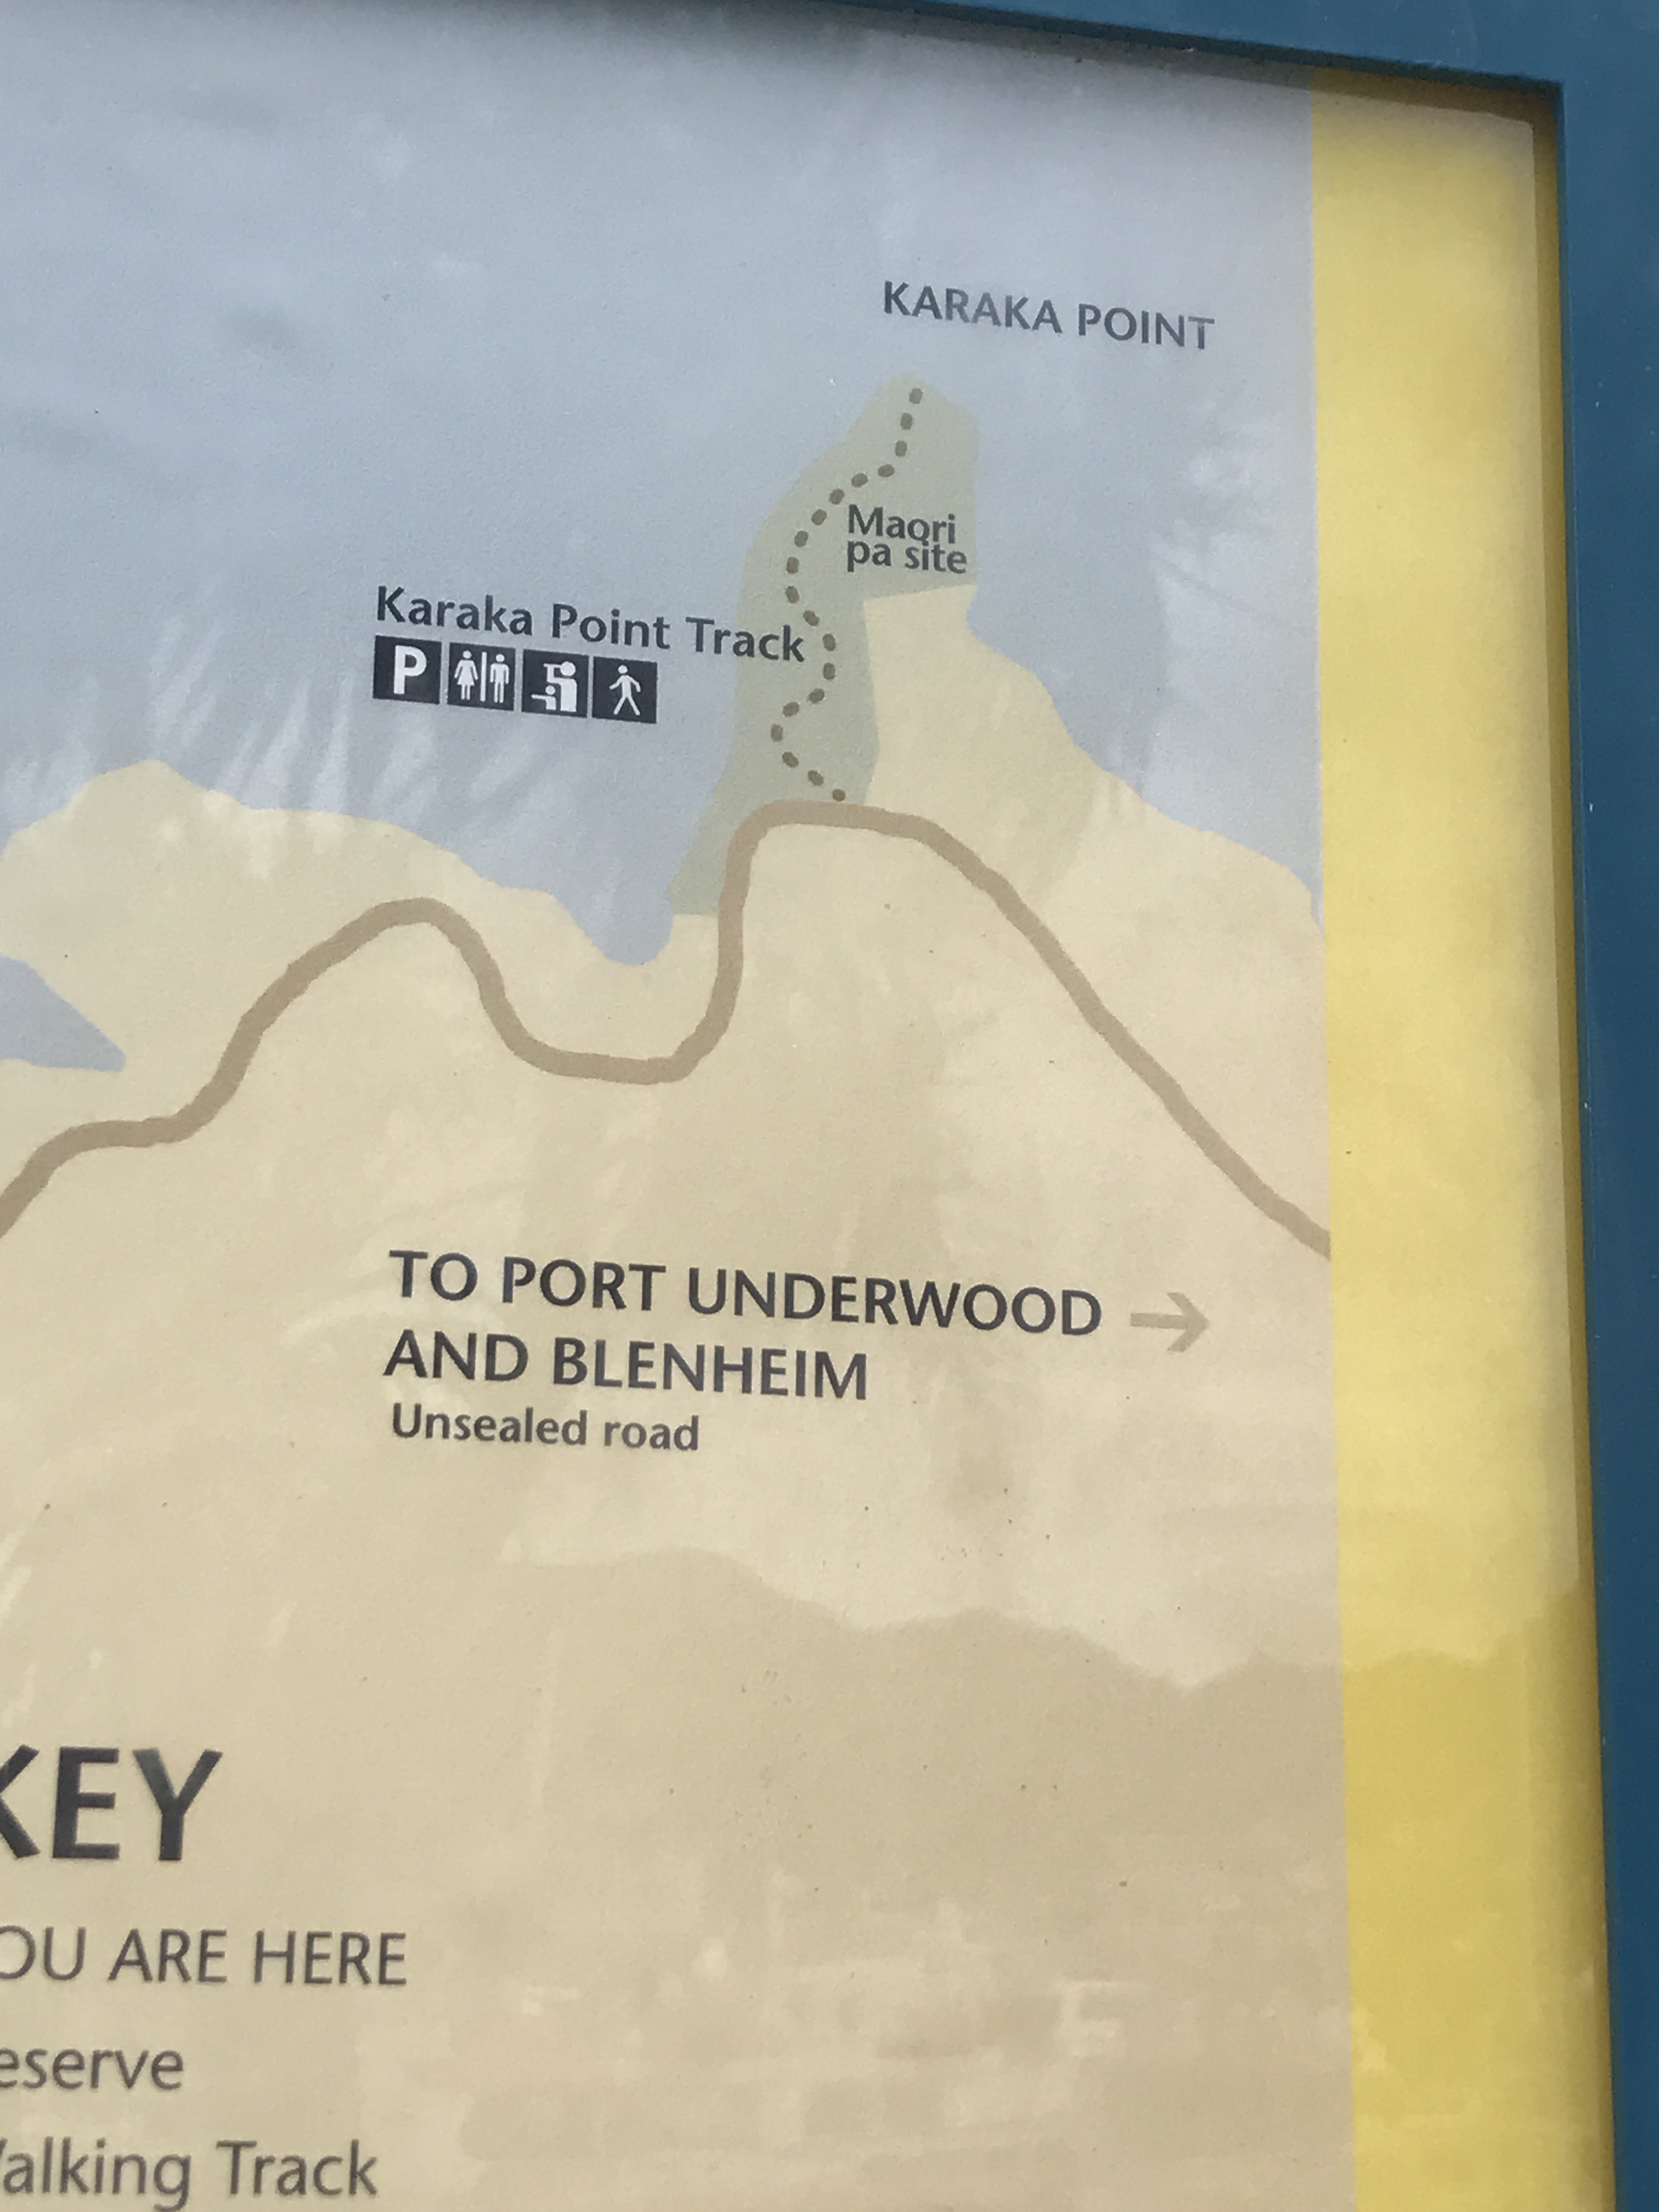 KARAKA POINT
Maori
pa site
Karaka Point Track
P
TO PORT UNDERWOOD →
AND BLENHEIM
Unsealed road
KEY
OU ARE HERE
eserve
alking Track